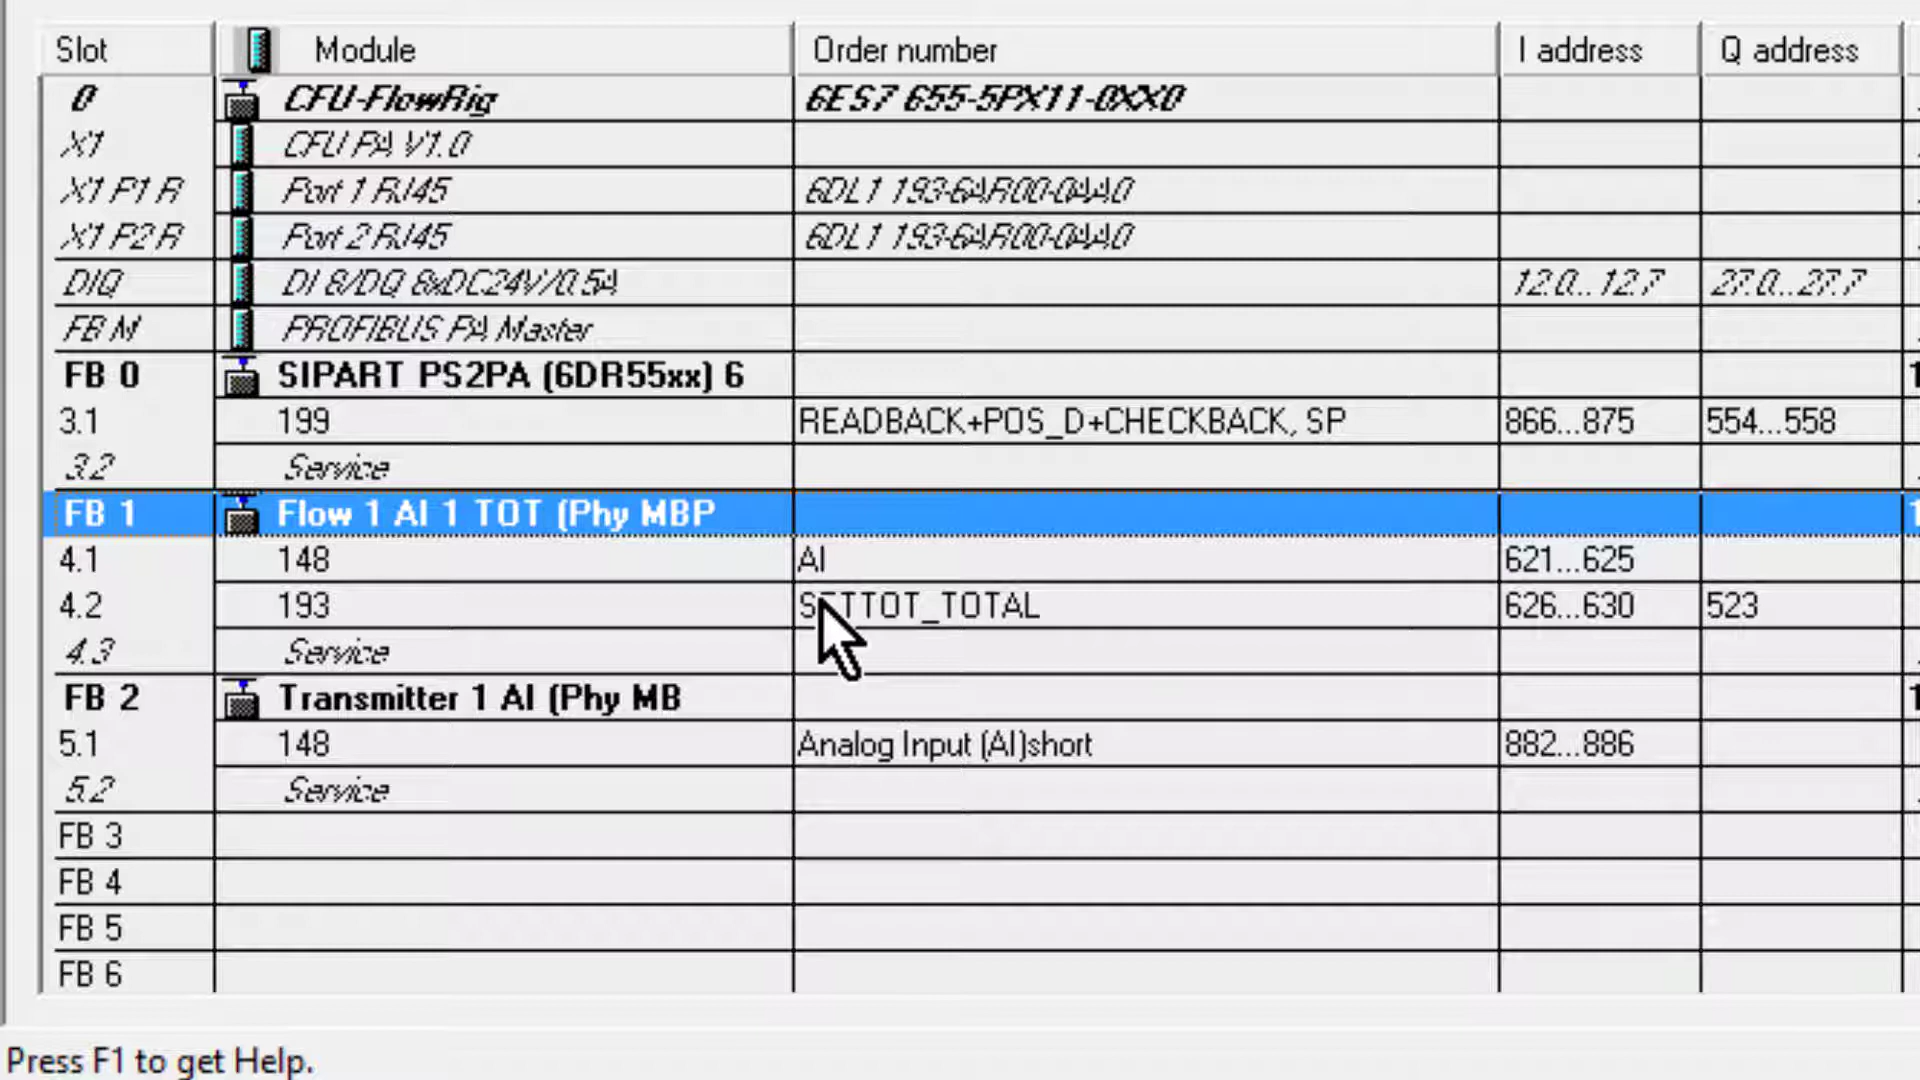 Slot Module Order number I address Q address
0 CFU-FlowRig 6ES7 655-5PX11-0XX0
X1 CFU PA V1.0
X1 P1 R Port 1 RJ45 6DL1 193-6AR00-0AA0
X1 P2 R Port 2 RJ45 6DL1 193-6AR00-0AA0
DIQ DI 8/DQ 8xDC24V/0.5A 12.0...12.7 27.0...27.7
FB M PROFIBUS PA Master
FB 0 SIPART PS2PA (6DR55xx) 6
3.1 199 READBACK+POS_D+CHECKBACK, SP 866...875 554...558
3.2 Service
FB 1 Flow 1 AI 1 TOT (Phy MBP
4.1 148 AI 621...625
4.2 193 SETTOT_TOTAL 626...630 523
4.3 Service
FB 2 Transmitter 1 AI (Phy MB
5.1 148 Analog Input (AI)short 882...886
5.2 Service
FB 3
FB 4
FB 5
FB 6
Press F1 to get Help.